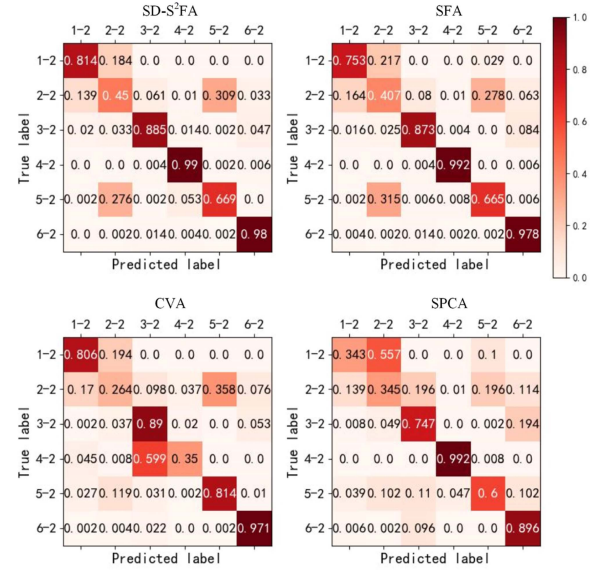 SD-S²FA
SFA
1-2 2-2 3-2 4-2 5-2 6-2
1-2 2-2 3-2 4-2 5-2 6-2
1.0
0.8
0.6
0.4
0.2
0.0
True label
1-2 0.814 0.184 0.0 0.0 0.0 0.0
2-2 0.139 0.45 0.061 0.01 0.309 0.033
3-2 0.02 0.033 0.885 0.014 0.002 0.047
4-2 0.0 0.0 0.004 0.99 0.002 0.006
5-2 0.0 0.276 0.002 0.053 0.669 0.0
6-2 0.0 0.002 0.014 0.004 0.002 0.98
Predicted label
True label
1-2 0.753 0.217 0.0 0.0 0.029 0.0
2-2 0.164 0.407 0.08 0.01 0.278 0.063
3-2 0.016 0.025 0.873 0.004 0.0 0.084
4-2 0.0 0.0 0.004 0.992 0.0 0.006
5-2 0.0 0.315 0.006 0.008 0.665 0.006
6-2 0.004 0.002 0.014 0.002 0.0 0.978
Predicted label
CVA
SPCA
1-2 2-2 3-2 4-2 5-2 6-2
1-2 2-2 3-2 4-2 5-2 6-2
True label
1-2 0.806 0.194 0.0 0.0 0.0 0.0
2-2 0.17 0.264 0.098 0.037 0.358 0.076
3-2 0.002 0.037 0.89 0.02 0.0 0.053
4-2 0.045 0.008 0.599 0.35 0.0 0.0
5-2 0.027 0.119 0.031 0.002 0.814 0.01
6-2 0.002 0.004 0.022 0.0 0.002 0.971
Predicted label
True label
1-2 0.343 0.557 0.0 0.0 0.1 0.0
2-2 0.139 0.345 0.196 0.01 0.196 0.114
3-2 0.008 0.049 0.747 0.002 0.0 0.194
4-2 0.0 0.0 0.0 0.992 0.008 0.0
5-2 0.039 0.102 0.11 0.047 0.6 0.102
6-2 0.006 0.002 0.096 0.0 0.0 0.896
Predicted label